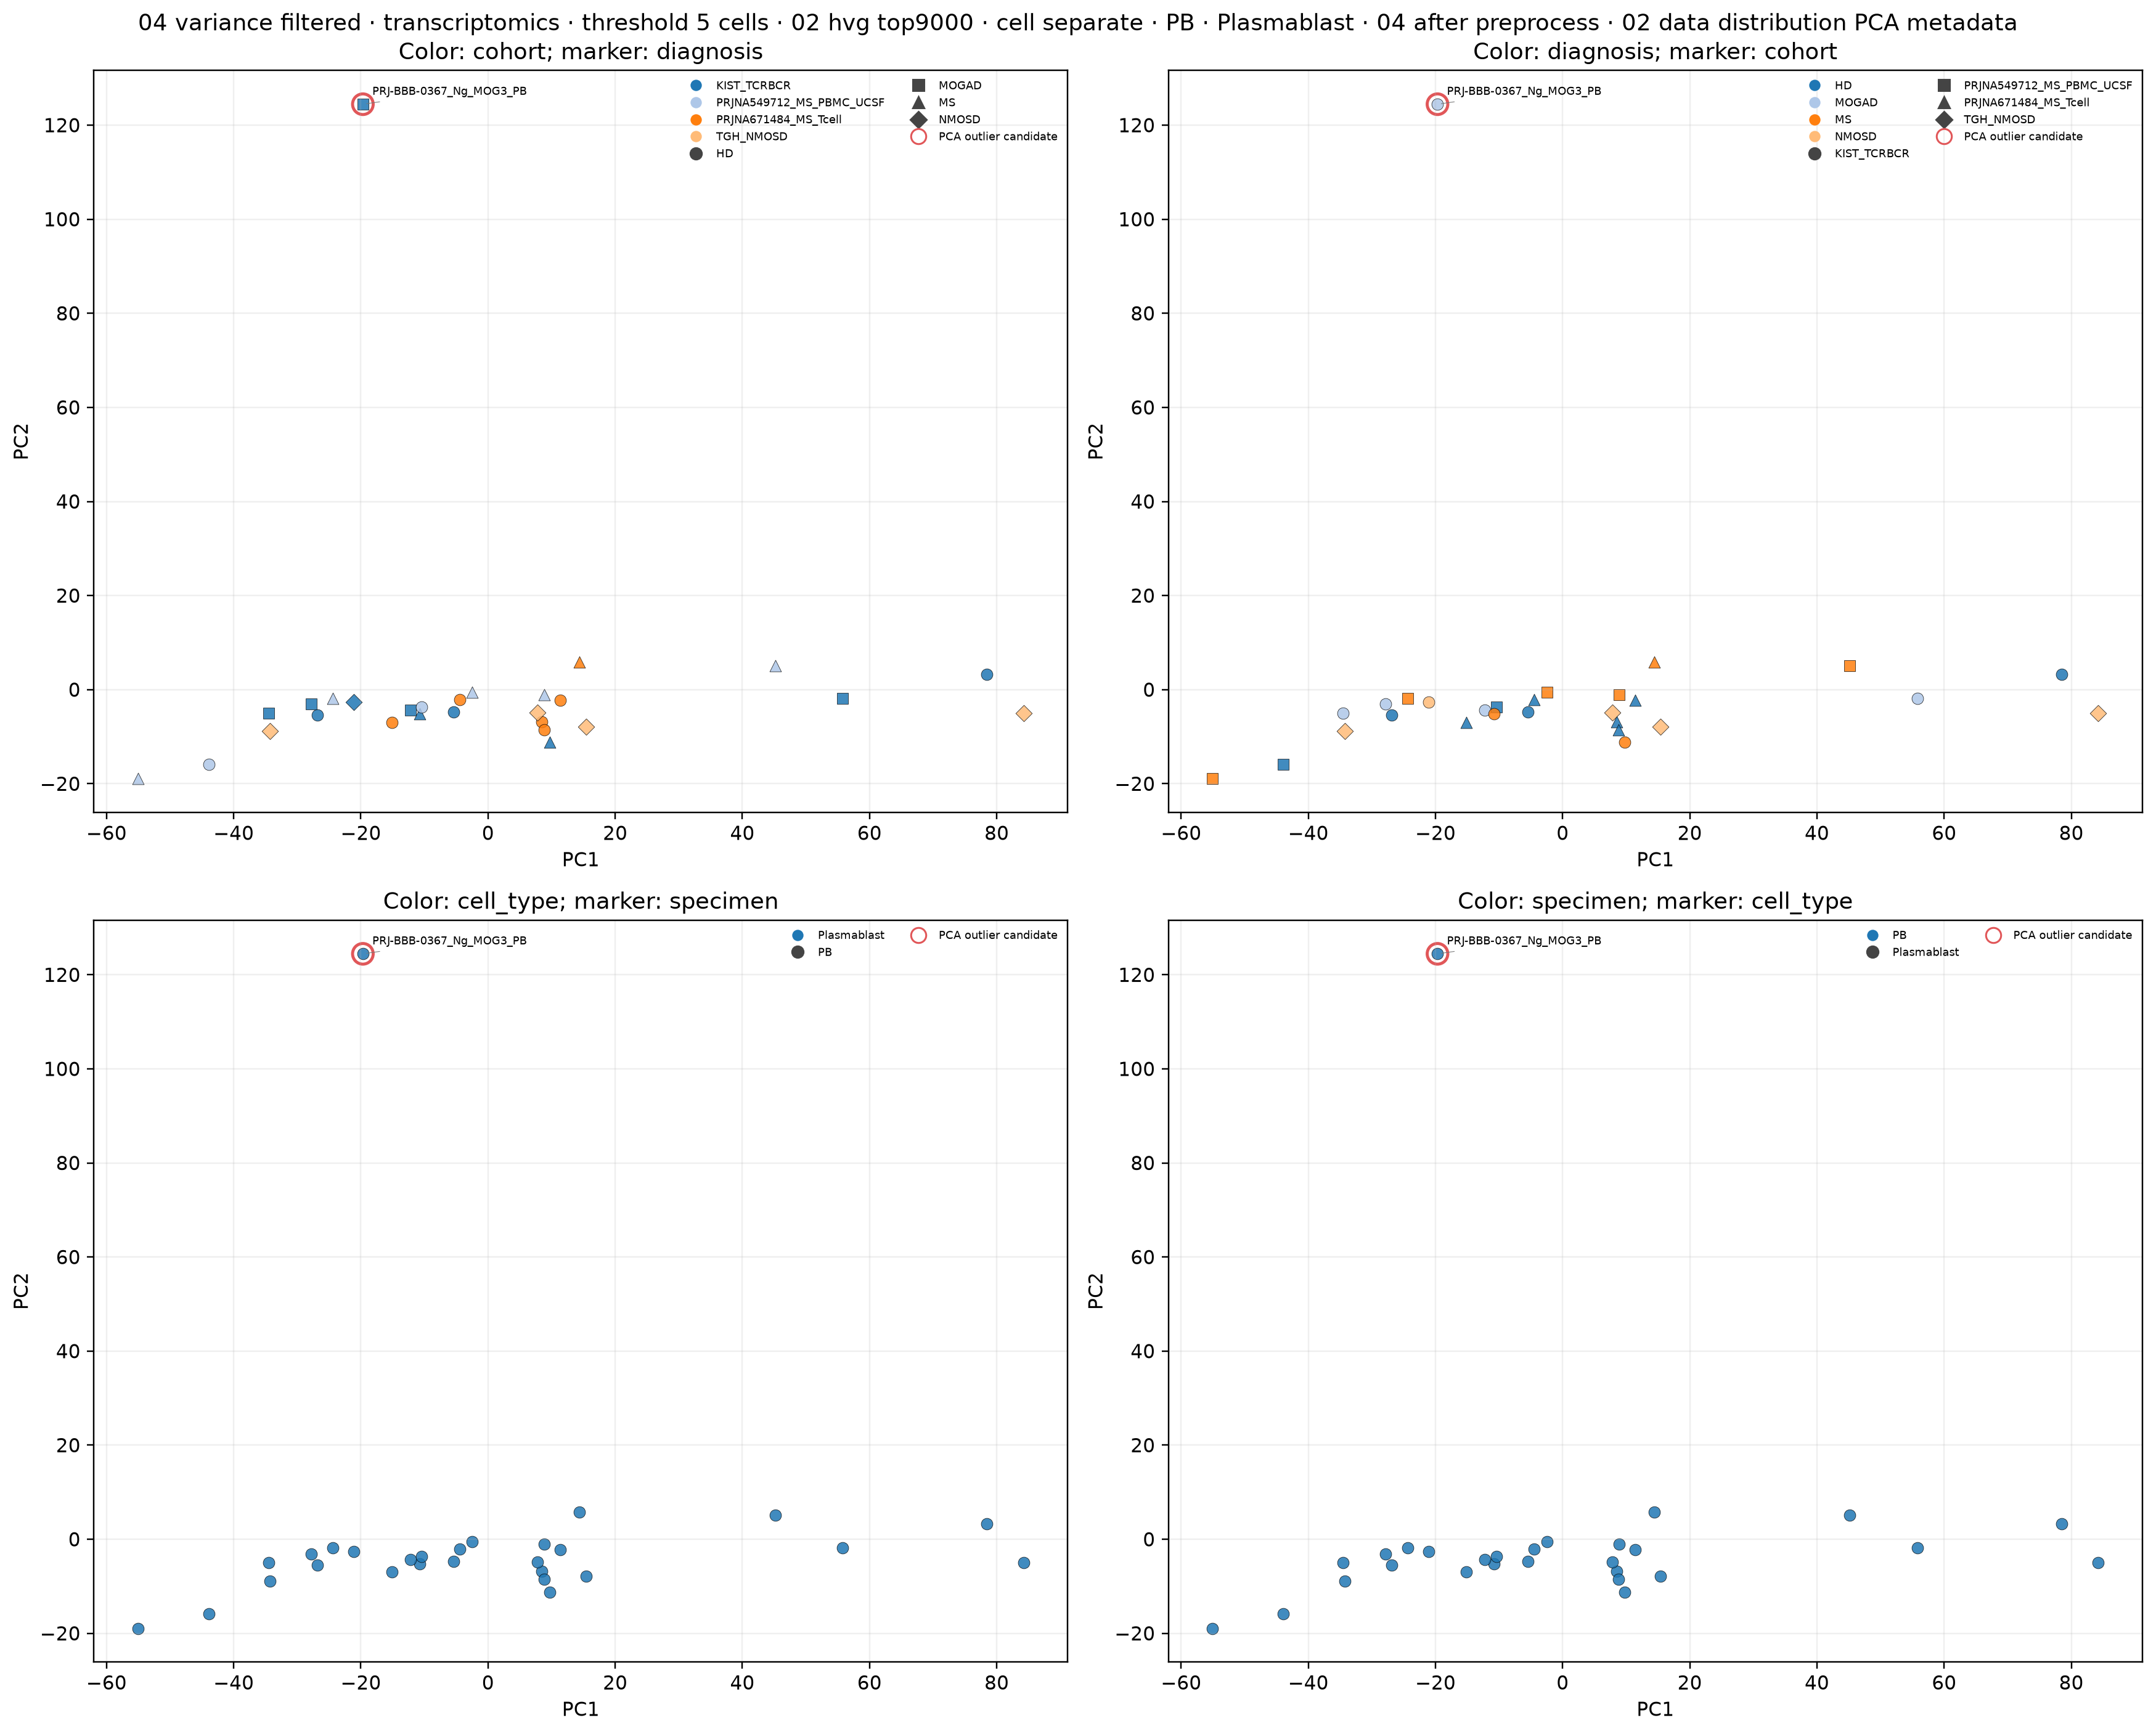 04 variance filtered · transcriptomics · threshold 5 cells · 02 hvg top9000 · cell separate · PB · Plasmablast · 04 after preprocess · 02 data distribution PCA metadata
Color: cohort; marker: diagnosis
PRJ-BBB-0367_Ng_MOG3_PB
KIST_TCRBCR
PRJNA549712_MS_PBMC_UCSF
PRJNA671484_MS_Tcell
TGH_NMOSD
HD
MOGAD
MS
NMOSD
PCA outlier candidate
120
100
80
60
40
20
0
−20
PC2
−60 −40 −20 0 20 40 60 80
PC1
Color: diagnosis; marker: cohort
PRJ-BBB-0367_Ng_MOG3_PB
HD
MOGAD
MS
NMOSD
KIST_TCRBCR
PRJNA549712_MS_PBMC_UCSF
PRJNA671484_MS_Tcell
TGH_NMOSD
PCA outlier candidate
120
100
80
60
40
20
0
−20
PC2
−60 −40 −20 0 20 40 60 80
PC1
Color: cell_type; marker: specimen
PRJ-BBB-0367_Ng_MOG3_PB
Plasmablast
PB
PCA outlier candidate
120
100
80
60
40
20
0
−20
PC2
−60 −40 −20 0 20 40 60 80
PC1
Color: specimen; marker: cell_type
PRJ-BBB-0367_Ng_MOG3_PB
PB
Plasmablast
PCA outlier candidate
120
100
80
60
40
20
0
−20
PC2
−60 −40 −20 0 20 40 60 80
PC1